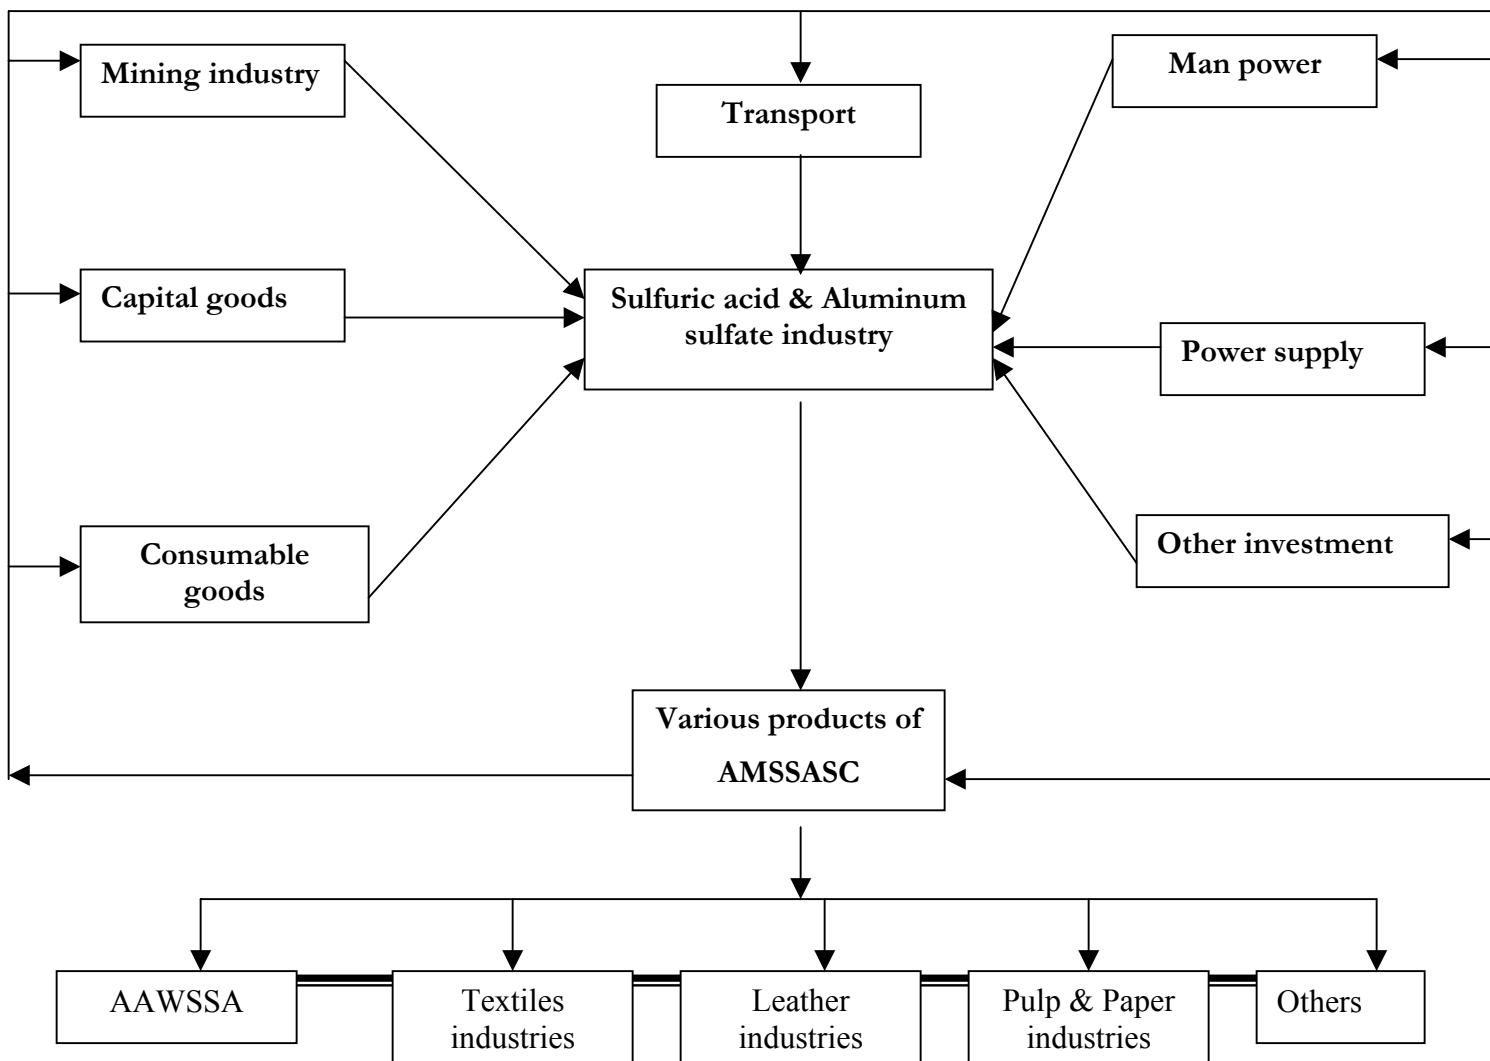 Mining industry
Transport
Man power
Capital goods
Sulfuric acid & Aluminum
sulfate industry
Power supply
Consumable
goods
Other investment
Various products of
AMSSASC
AAWSSA
Textiles
industries
Leather
industries
Pulp & Paper
industries
Others